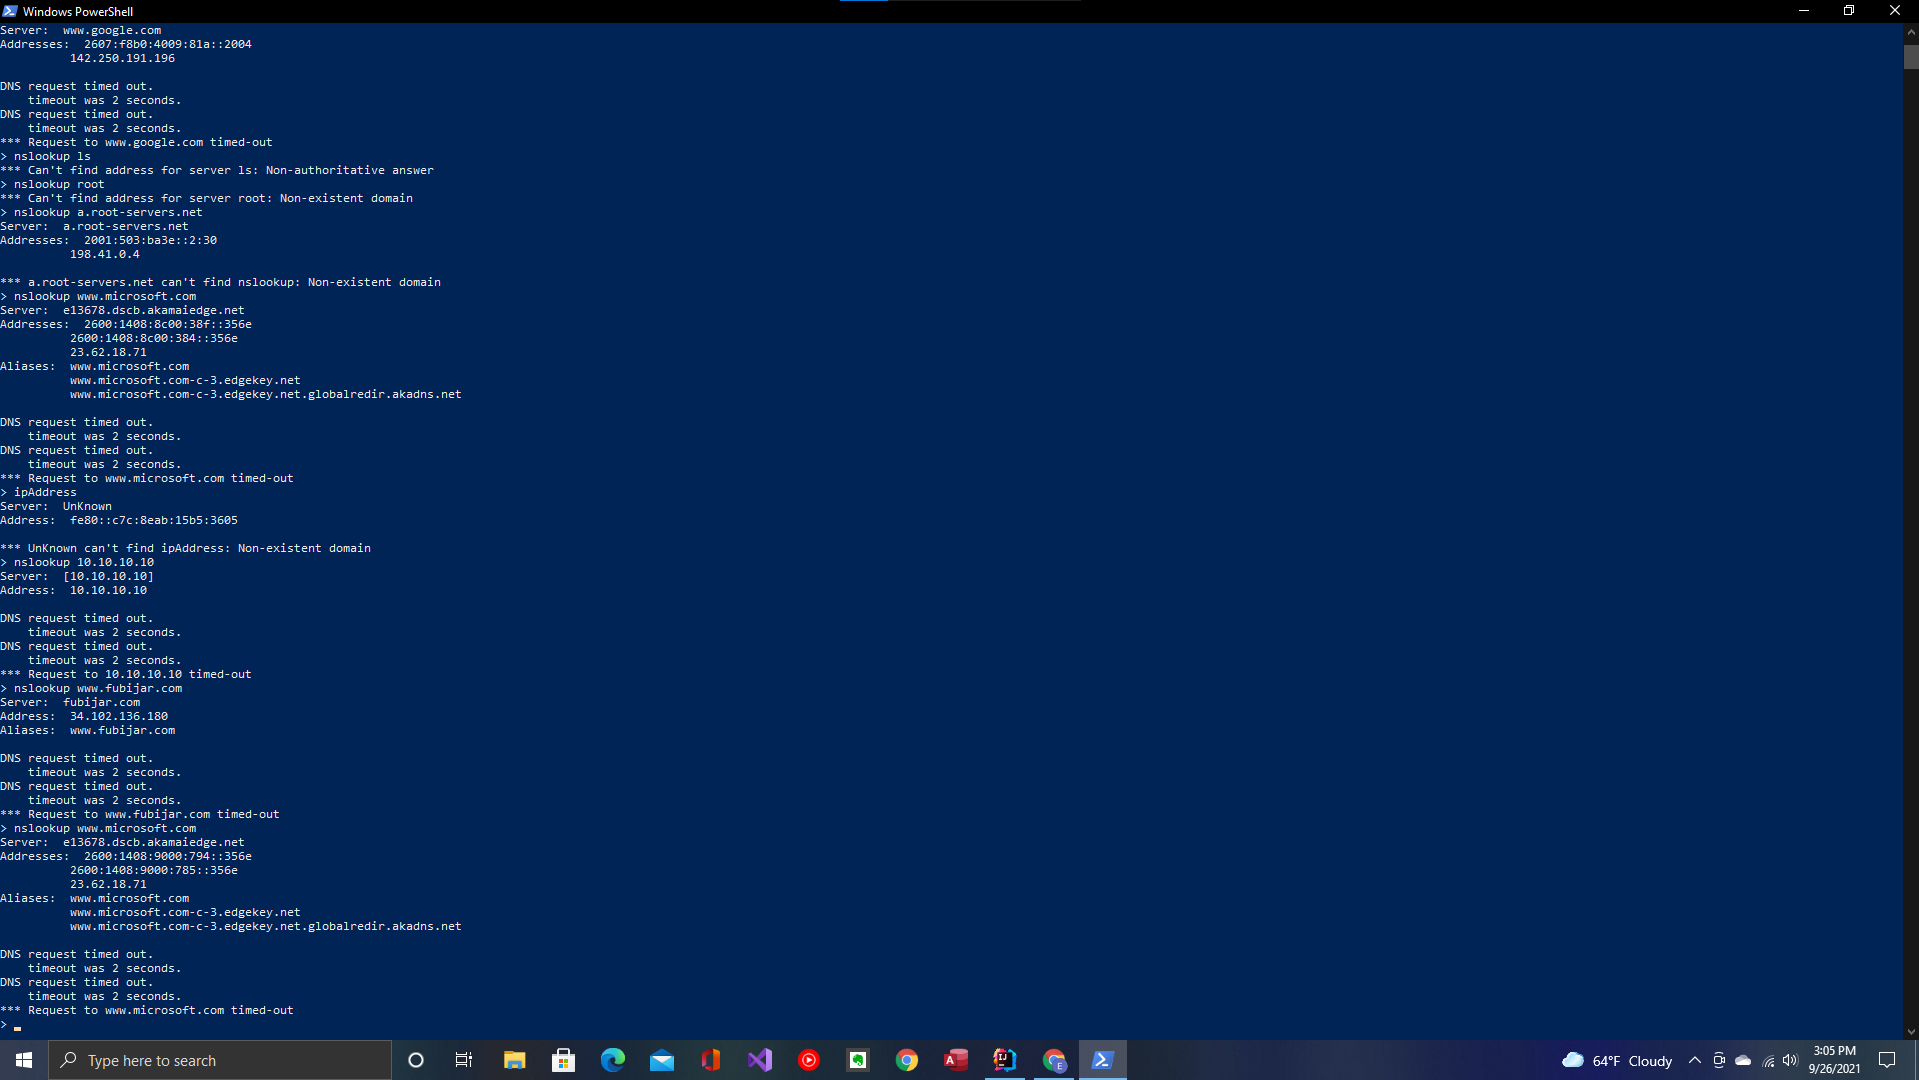 Windows PowerShell
Server:  www.google.com
Addresses:  2607:f8b0:4009:81a::2004
          142.250.191.196
DNS request timed out.
    timeout was 2 seconds.
DNS request timed out.
    timeout was 2 seconds.
*** Request to www.google.com timed-out
> nslookup ls
*** Can't find address for server ls: Non-authoritative answer
> nslookup root
*** Can't find address for server root: Non-existent domain
> nslookup a.root-servers.net
Server:  a.root-servers.net
Addresses:  2001:503:ba3e::2:30
          198.41.0.4
*** a.root-servers.net can't find nslookup: Non-existent domain
> nslookup www.microsoft.com
Server:  e13678.dscb.akamaiedge.net
Addresses:  2600:1408:8c00:38f::356e
          2600:1408:8c00:384::356e
          23.62.18.71
Aliases:  www.microsoft.com
          www.microsoft.com-c-3.edgekey.net
          www.microsoft.com-c-3.edgekey.net.globalredir.akadns.net
DNS request timed out.
    timeout was 2 seconds.
DNS request timed out.
    timeout was 2 seconds.
*** Request to www.microsoft.com timed-out
> ipAddress
Server:  UnKnown
Address:  fe80::c7c:8eab:15b5:3605
*** UnKnown can't find ipAddress: Non-existent domain
> nslookup 10.10.10.10
Server:  [10.10.10.10]
Address:  10.10.10.10
DNS request timed out.
    timeout was 2 seconds.
DNS request timed out.
    timeout was 2 seconds.
*** Request to 10.10.10.10 timed-out
> nslookup www.fubijar.com
Server:  fubijar.com
Address:  34.102.136.180
Aliases:  www.fubijar.com
DNS request timed out.
    timeout was 2 seconds.
DNS request timed out.
    timeout was 2 seconds.
*** Request to www.fubijar.com timed-out
> nslookup www.microsoft.com
Server:  e13678.dscb.akamaiedge.net
Addresses:  2600:1408:9000:794::356e
          2600:1408:9000:785::356e
          23.62.18.71
Aliases:  www.microsoft.com
          www.microsoft.com-c-3.edgekey.net
          www.microsoft.com-c-3.edgekey.net.globalredir.akadns.net
DNS request timed out.
    timeout was 2 seconds.
DNS request timed out.
    timeout was 2 seconds.
*** Request to www.microsoft.com timed-out
>
Type here to search
64°F Cloudy
3:05 PM
9/26/2021